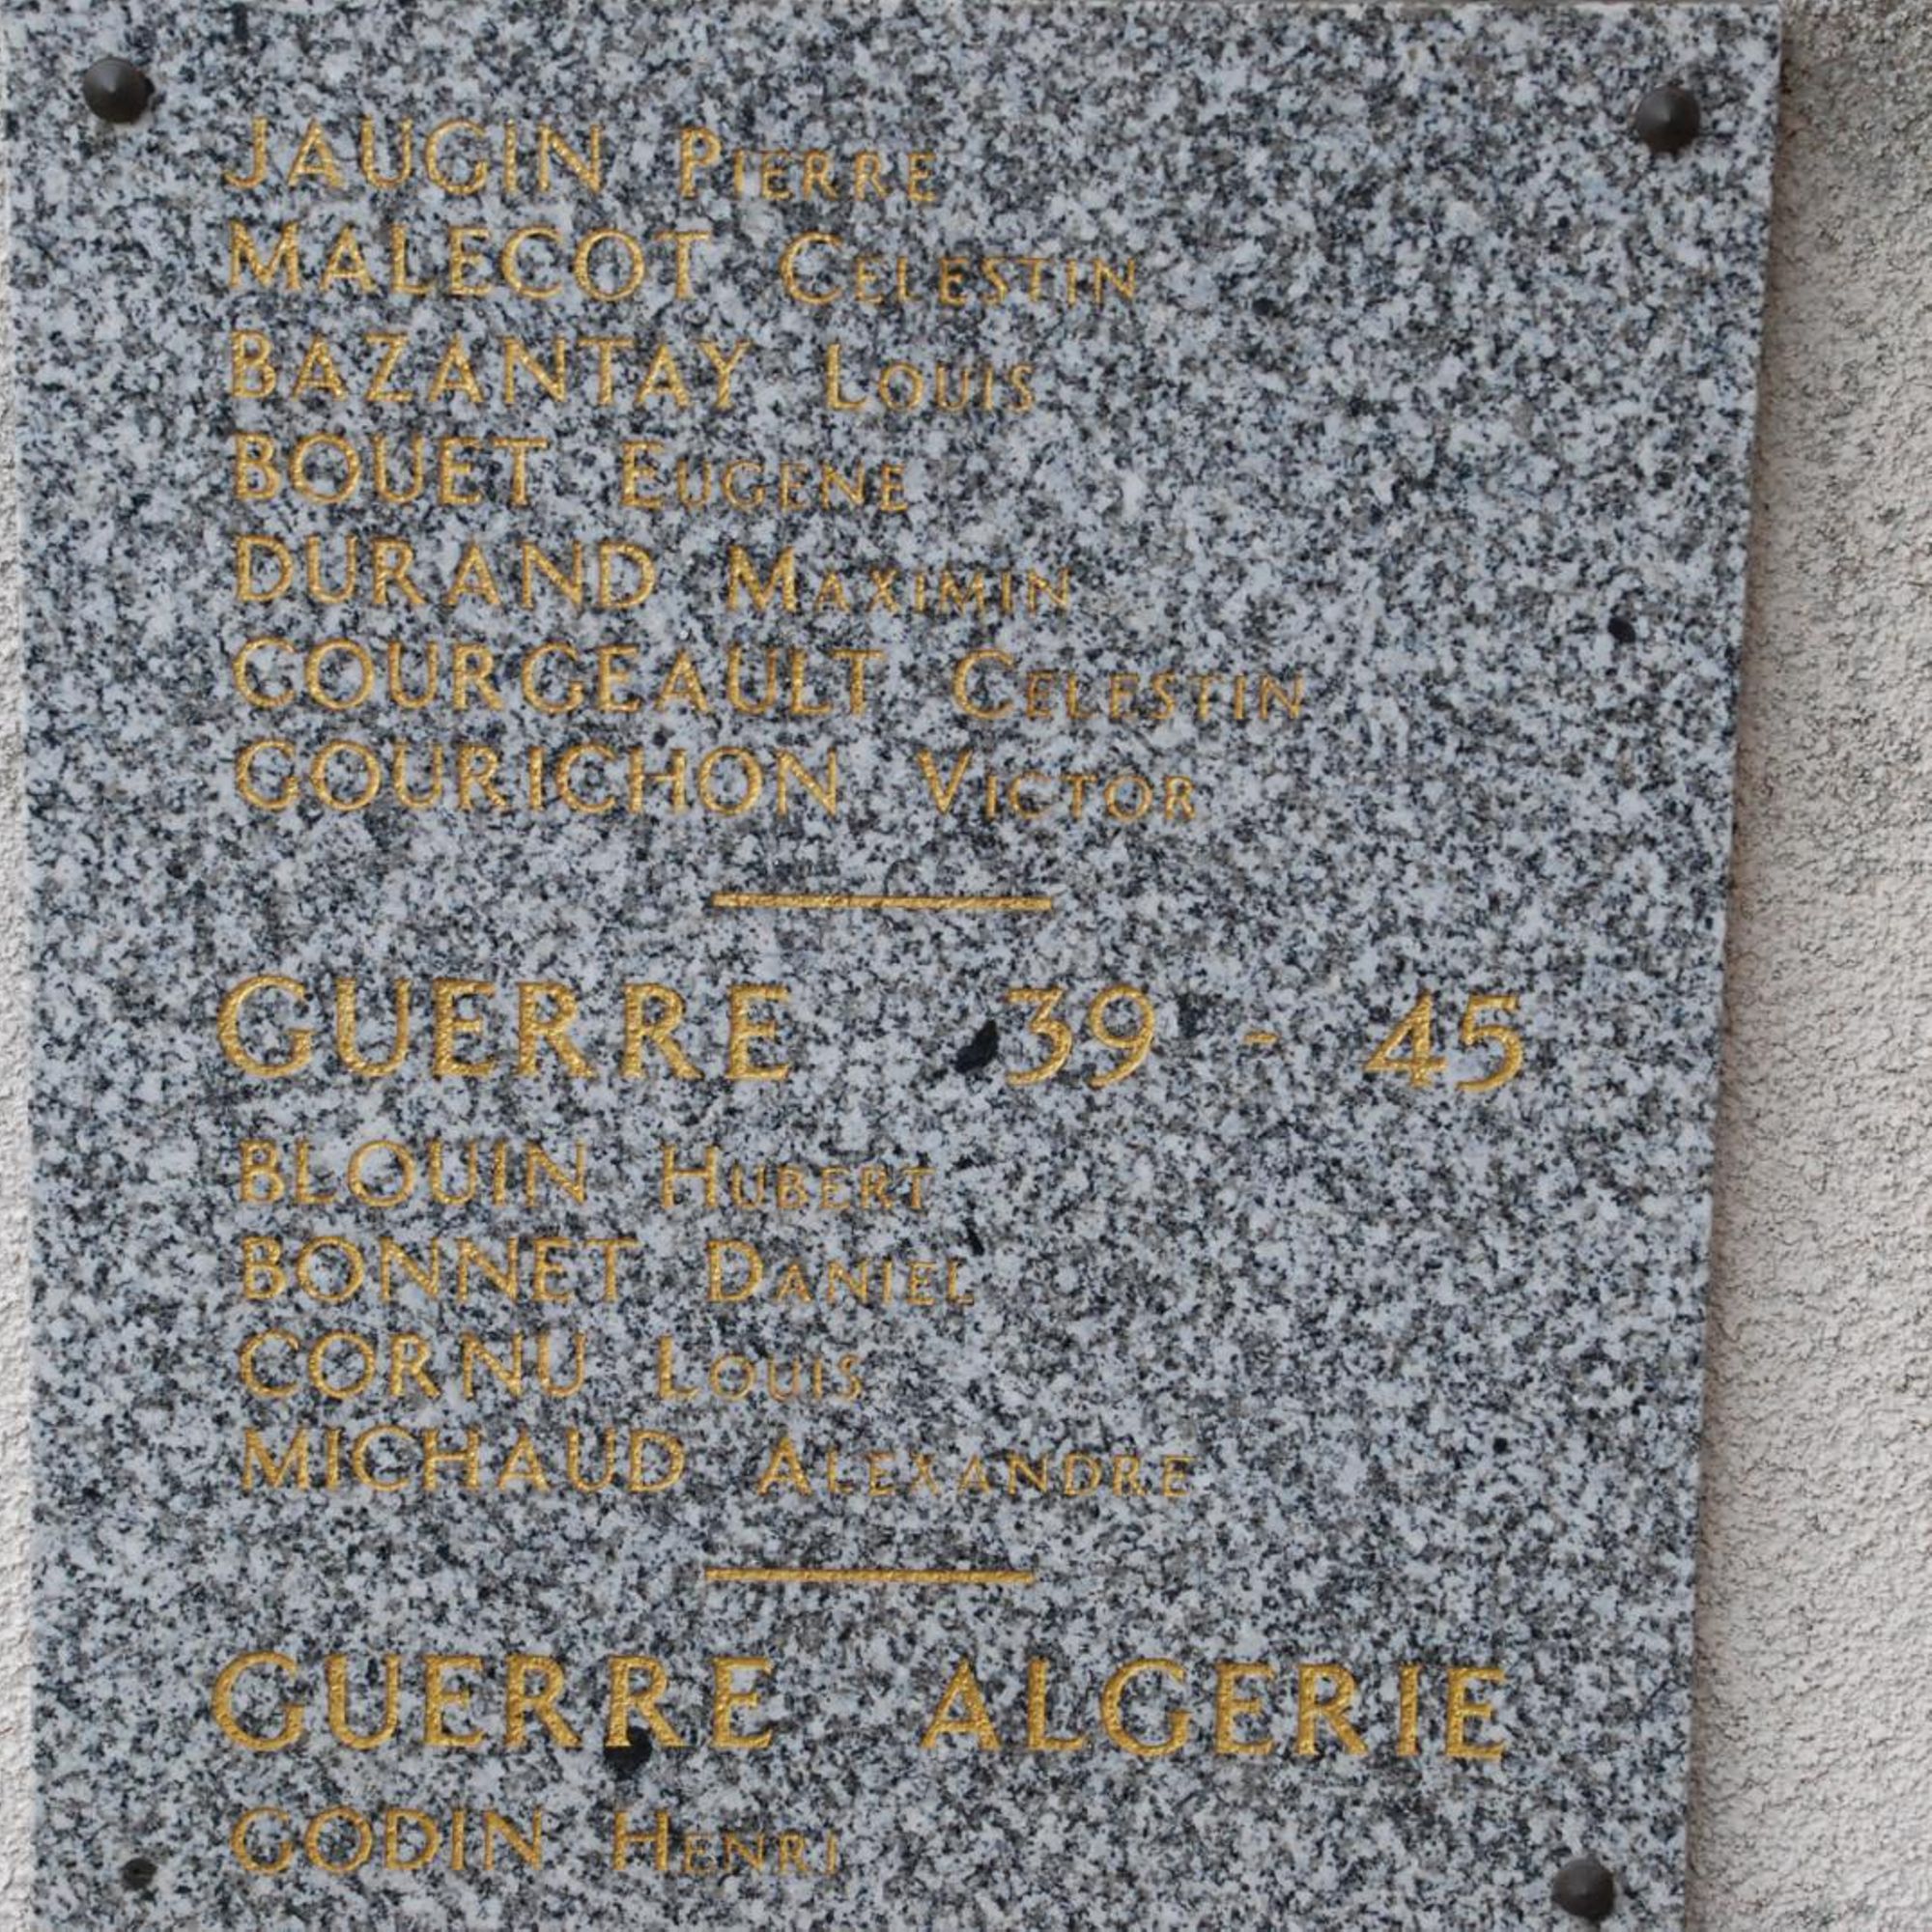 JAUGIN PIERRE
MALECOT CELESTIN
BAZANTAY LOUIS
BOUET EUGENE
DURAND MAXIMIN
COURGEAULT CELESTIN
GOURICHON VICTOR
GUERRE 39 - 45
BLOUIN HUBERT
BONNET DANIEL
CORNU LOUIS
MICHAUD ALEXANDRE
GUERRE ALGERIE
GODIN HENRI